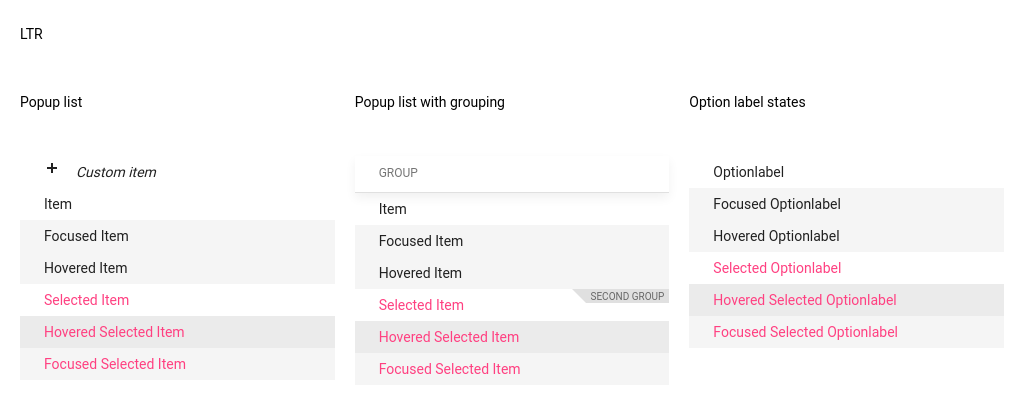 LTR
Popup list
Custom item
Item
Focused Item
Hovered Item
Selected Item
Hovered Selected Item
Focused Selected Item
Popup list with grouping
GROUP
Item
Focused Item
Hovered Item
SECOND GROUP
Selected Item
Hovered Selected Item
Focused Selected Item
Option label states
Optionlabel
Focused Optionlabel
Hovered Optionlabel
Selected Optionlabel
Hovered Selected Optionlabel
Focused Selected Optionlabel